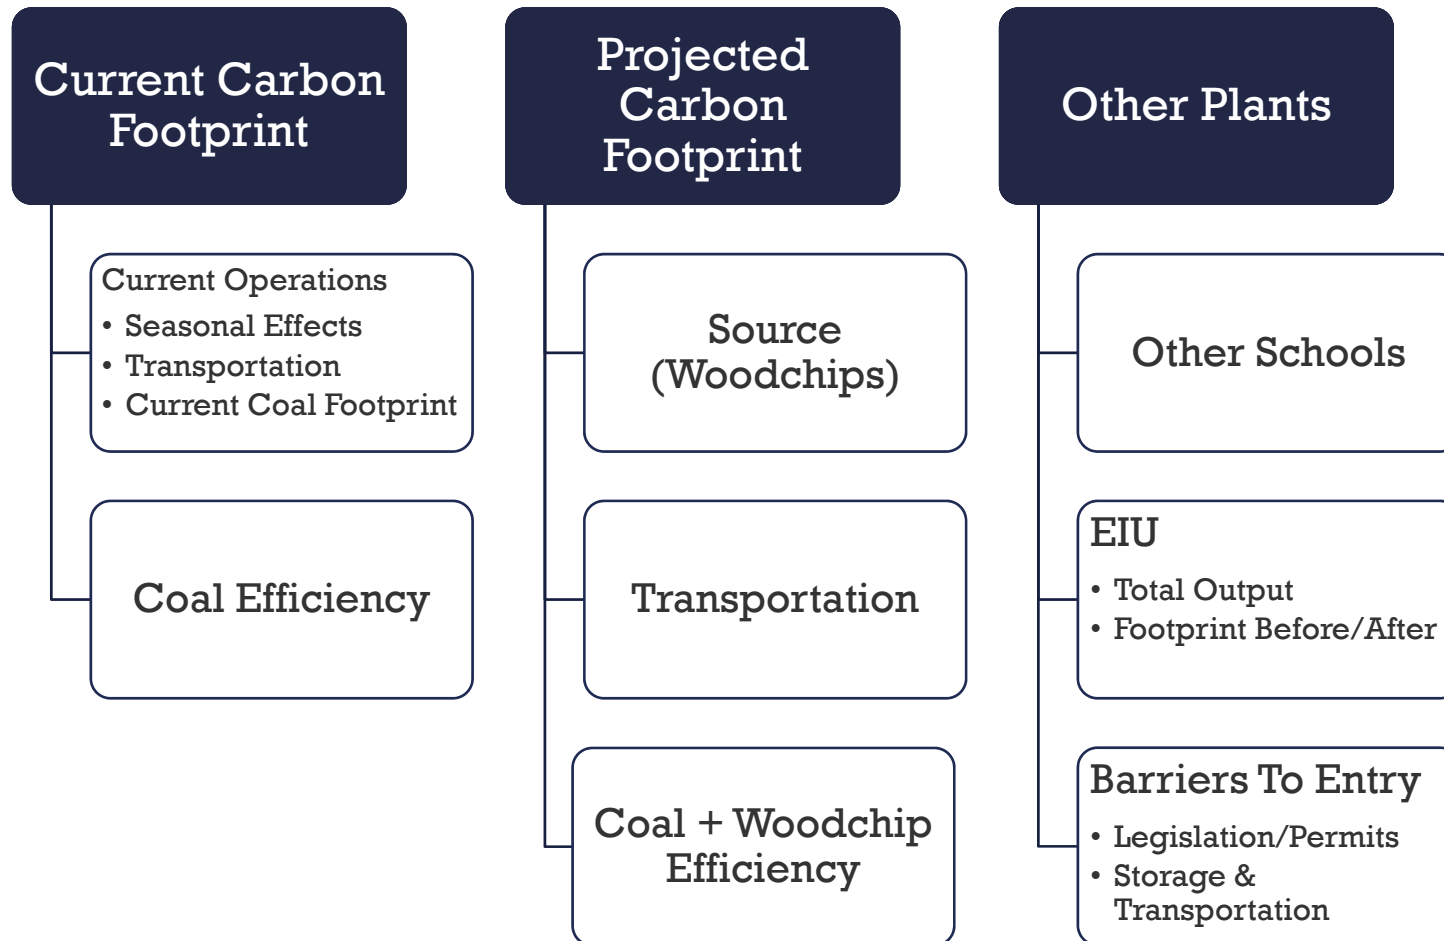 Current Carbon
Footprint
Current Operations
• Seasonal Effects
• Transportation
• Current Coal Footprint
Coal Efficiency
Projected
Carbon
Footprint
Source
(Woodchips)
Transportation
Coal + Woodchip
Efficiency
Other Plants
Other Schools
EIU
• Total Output
• Footprint Before/After
Barriers To Entry
• Legislation/Permits
• Storage &
Transportation